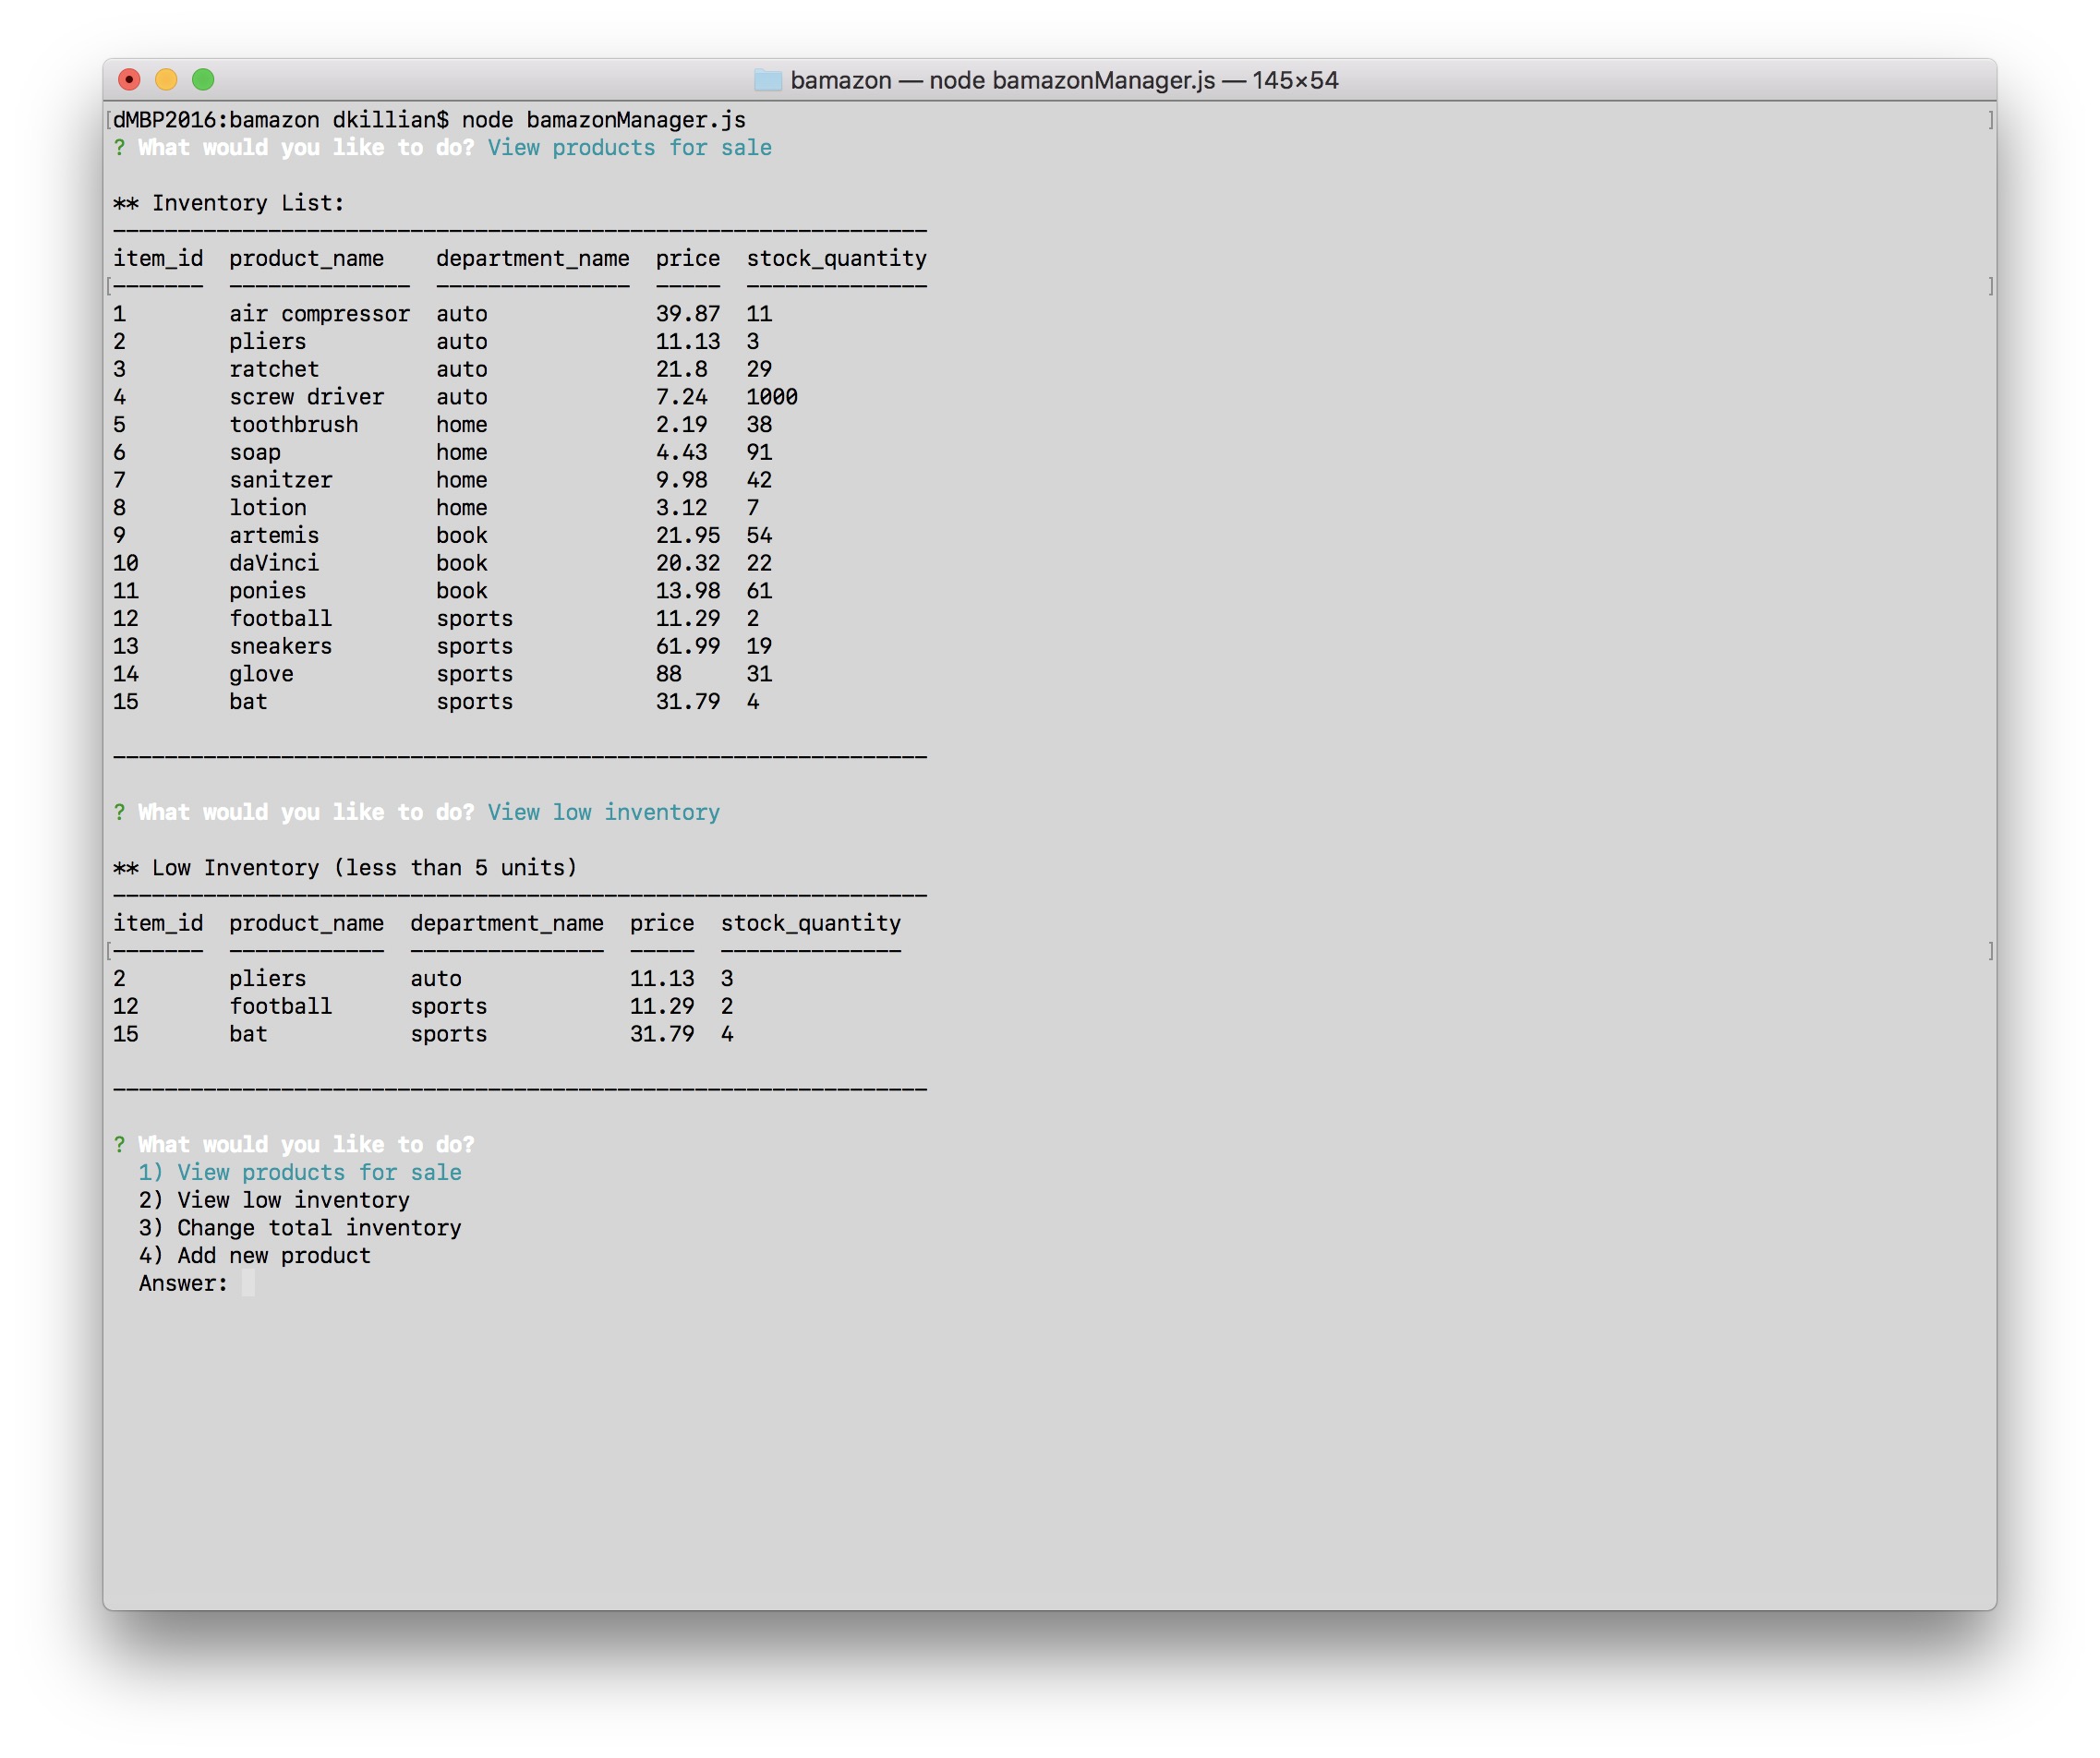 bamazon — node bamazonManager.js — 145×54
[dMBP2016:bamazon dkillian$ node bamazonManager.js ]
? What would you like to do? View products for sale
** Inventory List:
---------------------------------------------------------------
item_id  product_name    department_name  price  stock_quantity
[-------  --------------  ---------------  -----  -------------- ]
1        air compressor  auto             39.87  11
2        pliers          auto             11.13  3
3        ratchet         auto             21.8   29
4        screw driver    auto             7.24   1000
5        toothbrush      home             2.19   38
6        soap            home             4.43   91
7        sanitzer        home             9.98   42
8        lotion          home             3.12   7
9        artemis         book             21.95  54
10       daVinci         book             20.32  22
11       ponies          book             13.98  61
12       football        sports           11.29  2
13       sneakers        sports           61.99  19
14       glove           sports           88     31
15       bat             sports           31.79  4
---------------------------------------------------------------
? What would you like to do? View low inventory
** Low Inventory (less than 5 units)
---------------------------------------------------------------
item_id  product_name  department_name  price  stock_quantity
[-------  ------------  ---------------  -----  -------------- ]
2        pliers        auto             11.13  3
12       football      sports           11.29  2
15       bat           sports           31.79  4
---------------------------------------------------------------
? What would you like to do?
1) View products for sale
2) View low inventory
3) Change total inventory
4) Add new product
Answer: